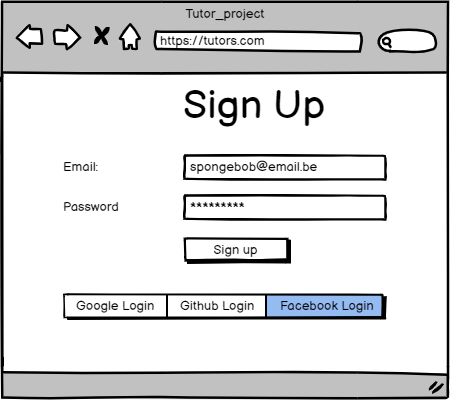 Tutor_project
https://tutors.com
Sign Up
Email: spongebob@email.be
Password *********
Sign up
Google Login Github Login Facebook Login